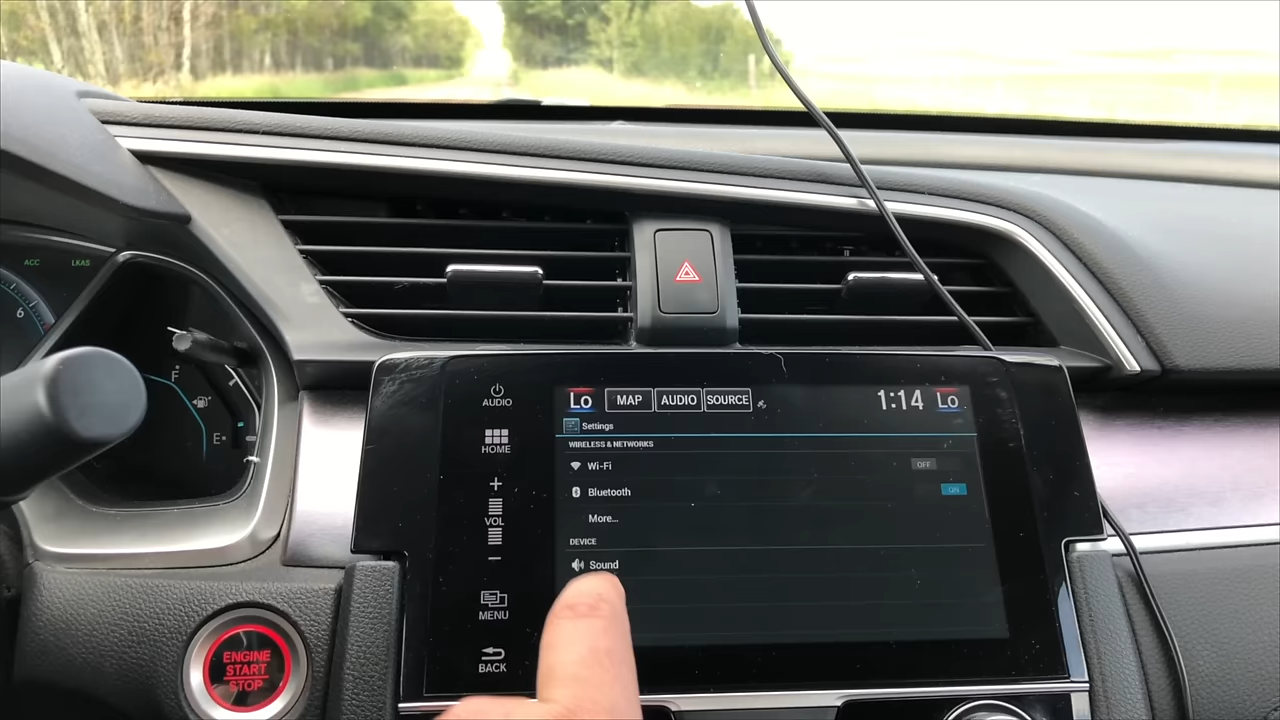 ACC LKAS
6
F
E
ENGINE
START
STOP
AUDIO
HOME
+
VOL
−
MENU
BACK
Lo MAP AUDIO SOURCE 1:14 Lo
Settings
WIRELESS & NETWORKS
Wi-Fi OFF
Bluetooth ON
More...
DEVICE
Sound